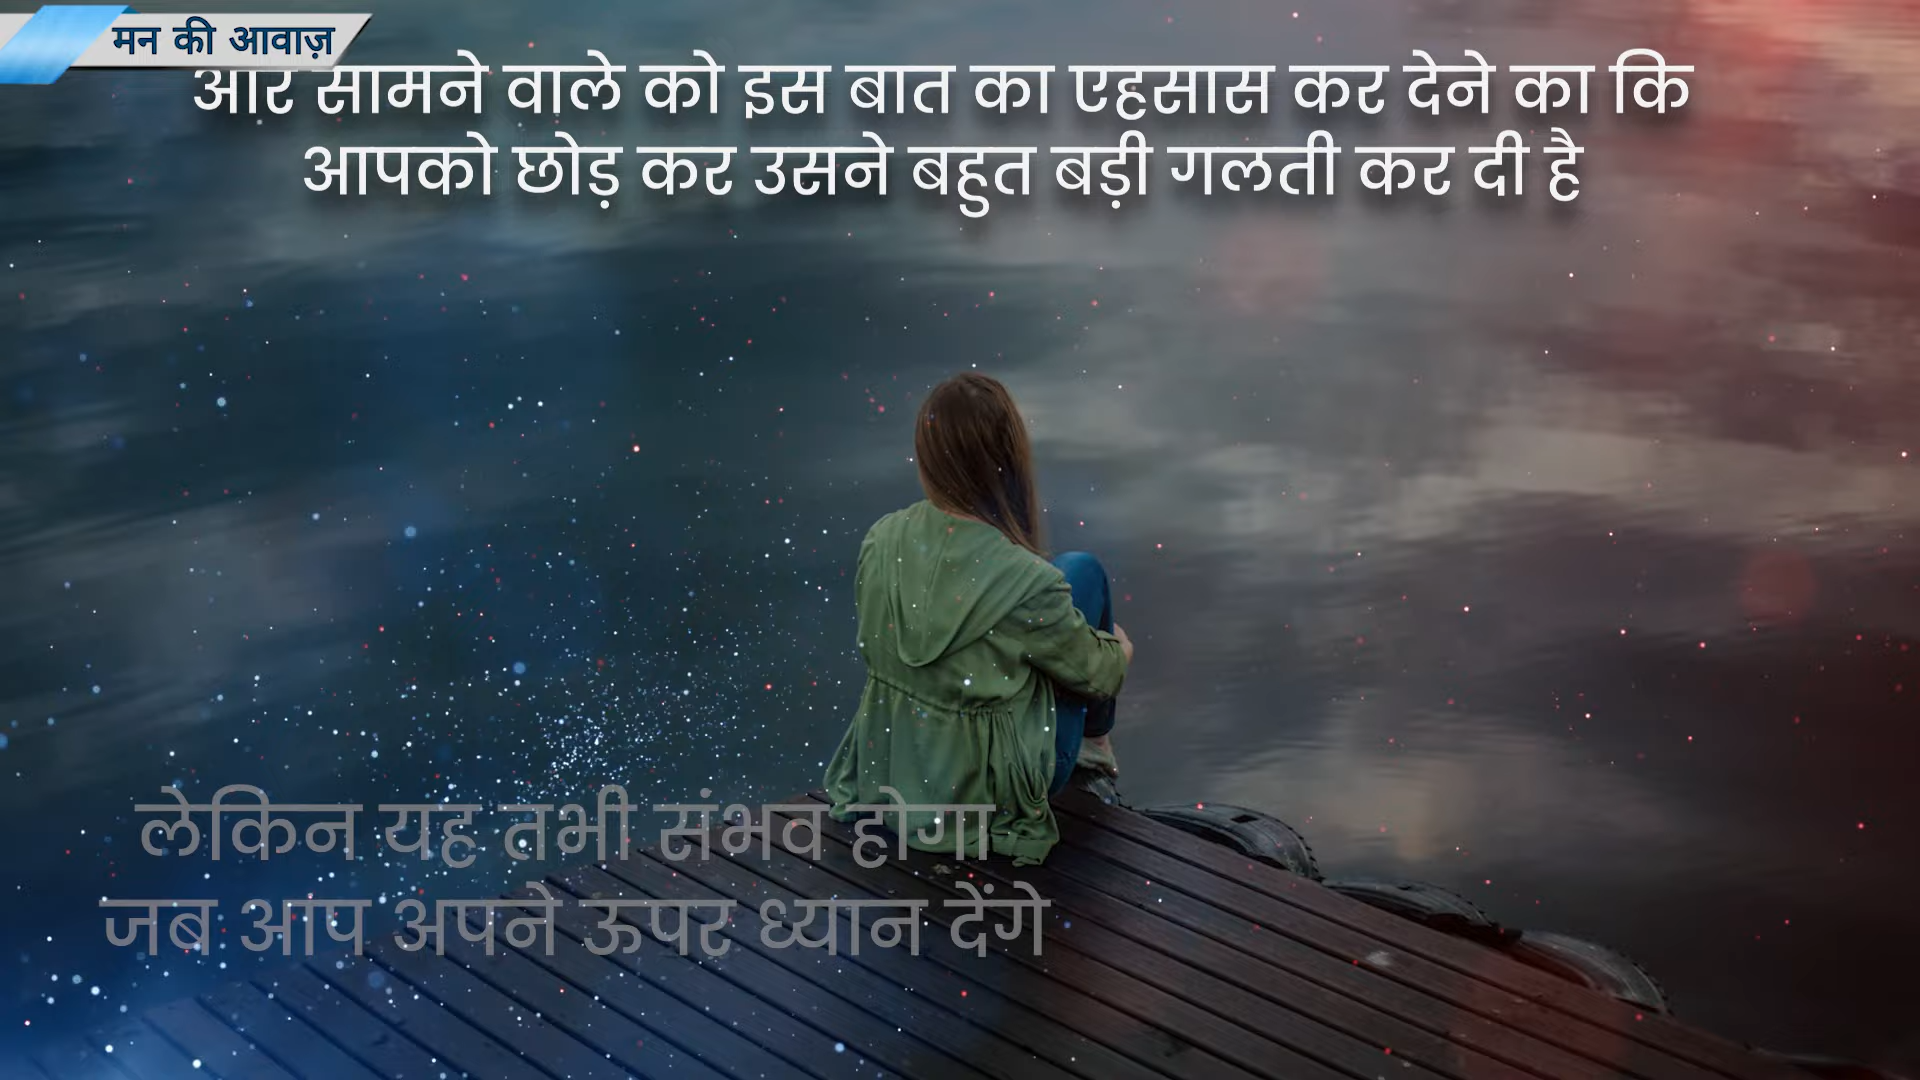 मन की आवाज़
और सामने वाले को इस बात का एहसास कर देने का कि
आपको छोड़ कर उसने बहुत बड़ी गलती कर दी है
लेकिन यह तभी संभव होगा
जब आप अपने ऊपर ध्यान देंगे